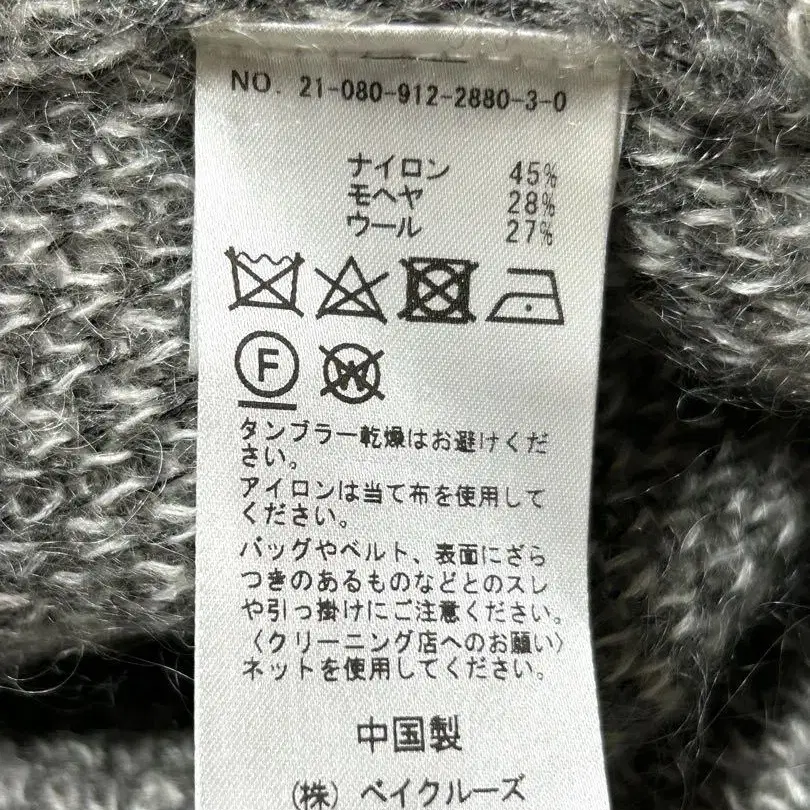 NO. 21-080-912-2880-3-0
ナイロン 45%
モヘヤ 28%
ウール 27%
F W
タンブラー乾燥はお避けくだ
さい。
アイロンは当て布を使用して
ください。
バッグやベルト、表面にざら
つきのあるものなどとのスレ
や引っ掛けにご注意ください。
〈クリーニング店へのお願い〉
ネットを使用してください。
中国製
(株) ベイクルーズ